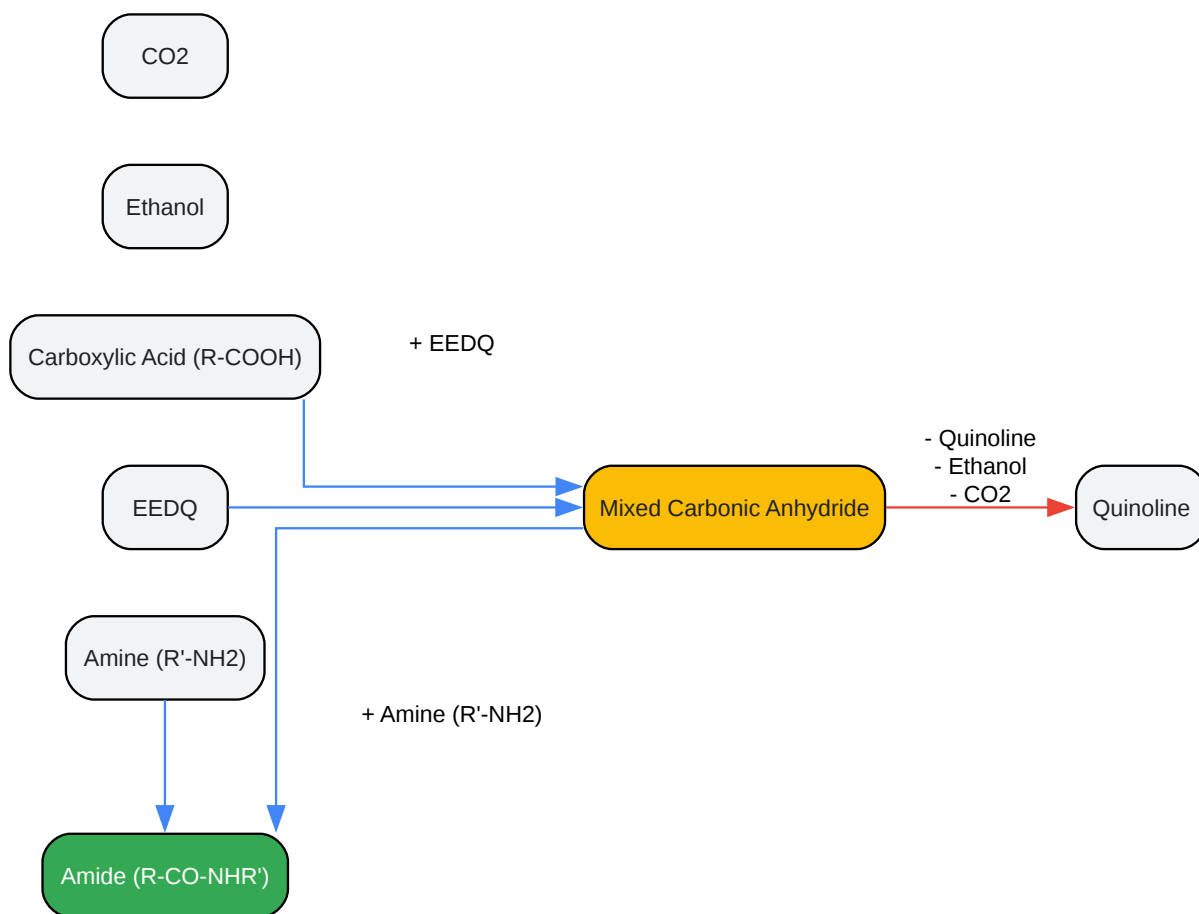 CO2
Ethanol
Carboxylic Acid (R-COOH)
+ EEDQ
- Quinoline
- Ethanol
- CO2
EEDQ
Mixed Carbonic Anhydride
Quinoline
Amine (R'-NH2)
+ Amine (R'-NH2)
Amide (R-CO-NHR')